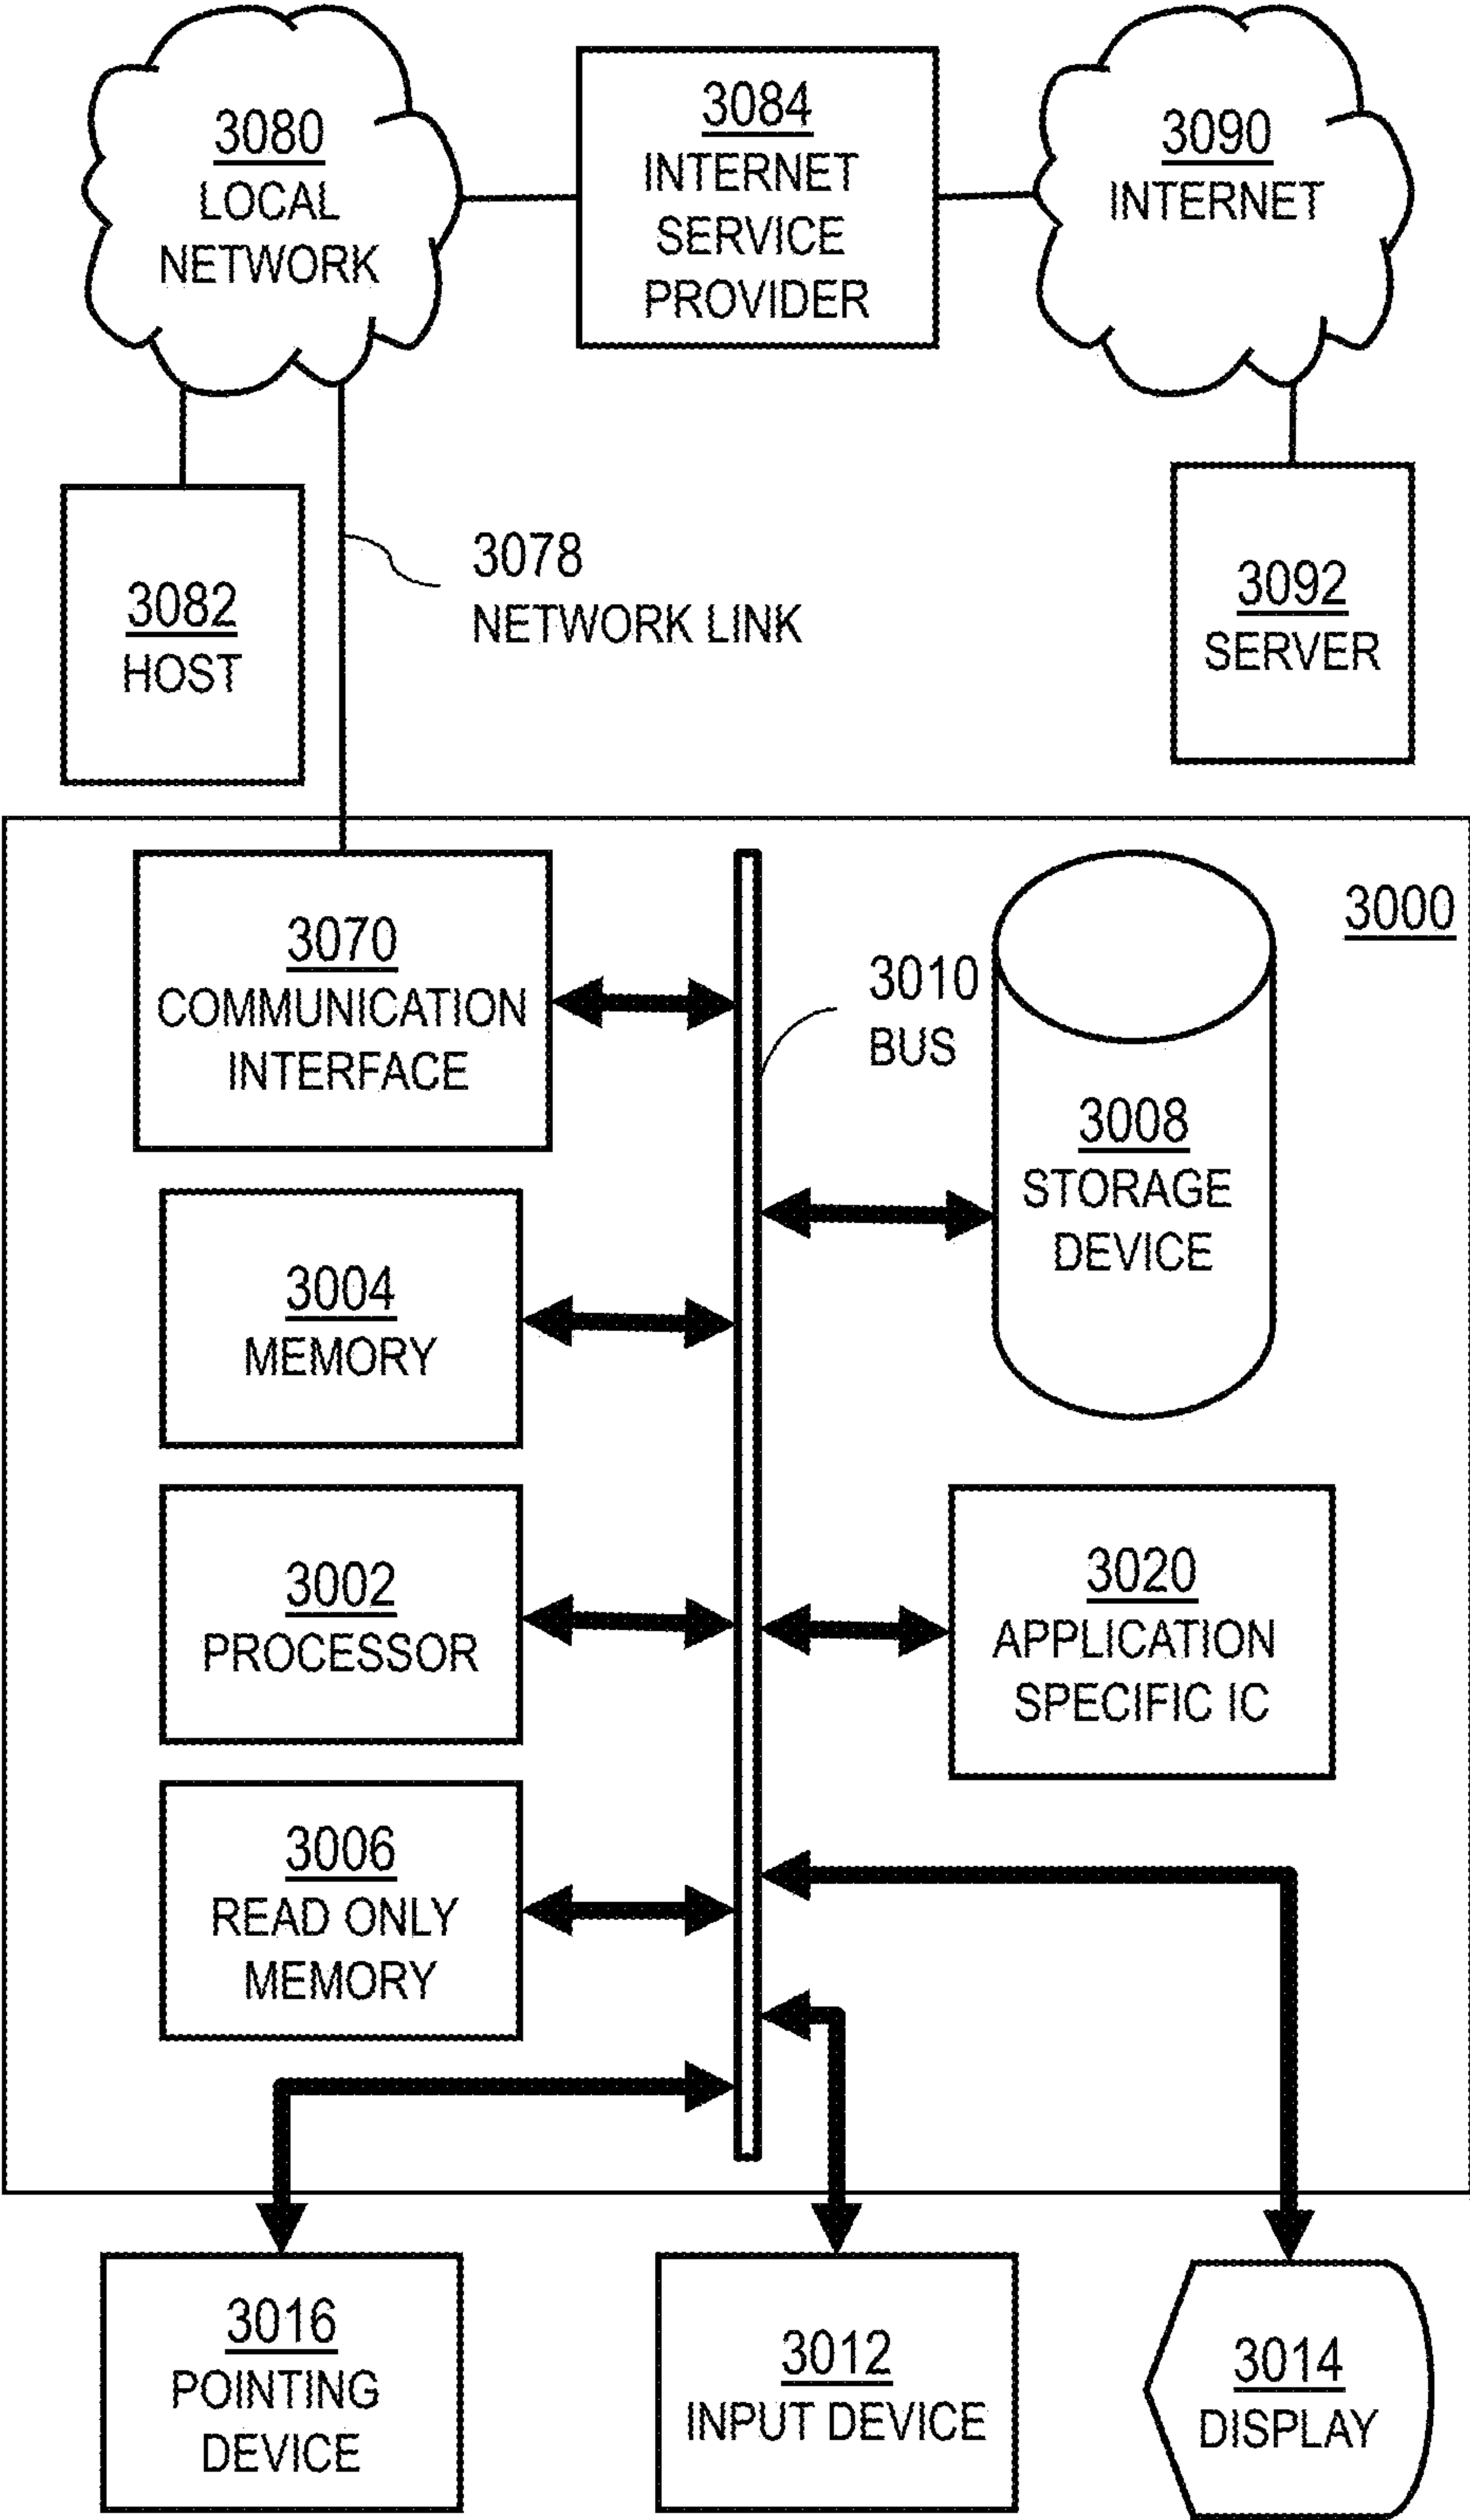 3080
LOCAL
NETWORK
3084
INTERNET
SERVICE
PROVIDER
3090
INTERNET
3082
HOST
3078
NETWORK LINK
3092
SERVER
3000
3070
COMMUNICATION
INTERFACE
3010
BUS
3008
STORAGE
DEVICE
3004
MEMORY
3002
PROCESSOR
3020
APPLICATION
SPECIFIC IC
3006
READ ONLY
MEMORY
3016
POINTING
DEVICE
3012
INPUT DEVICE
3014
DISPLAY